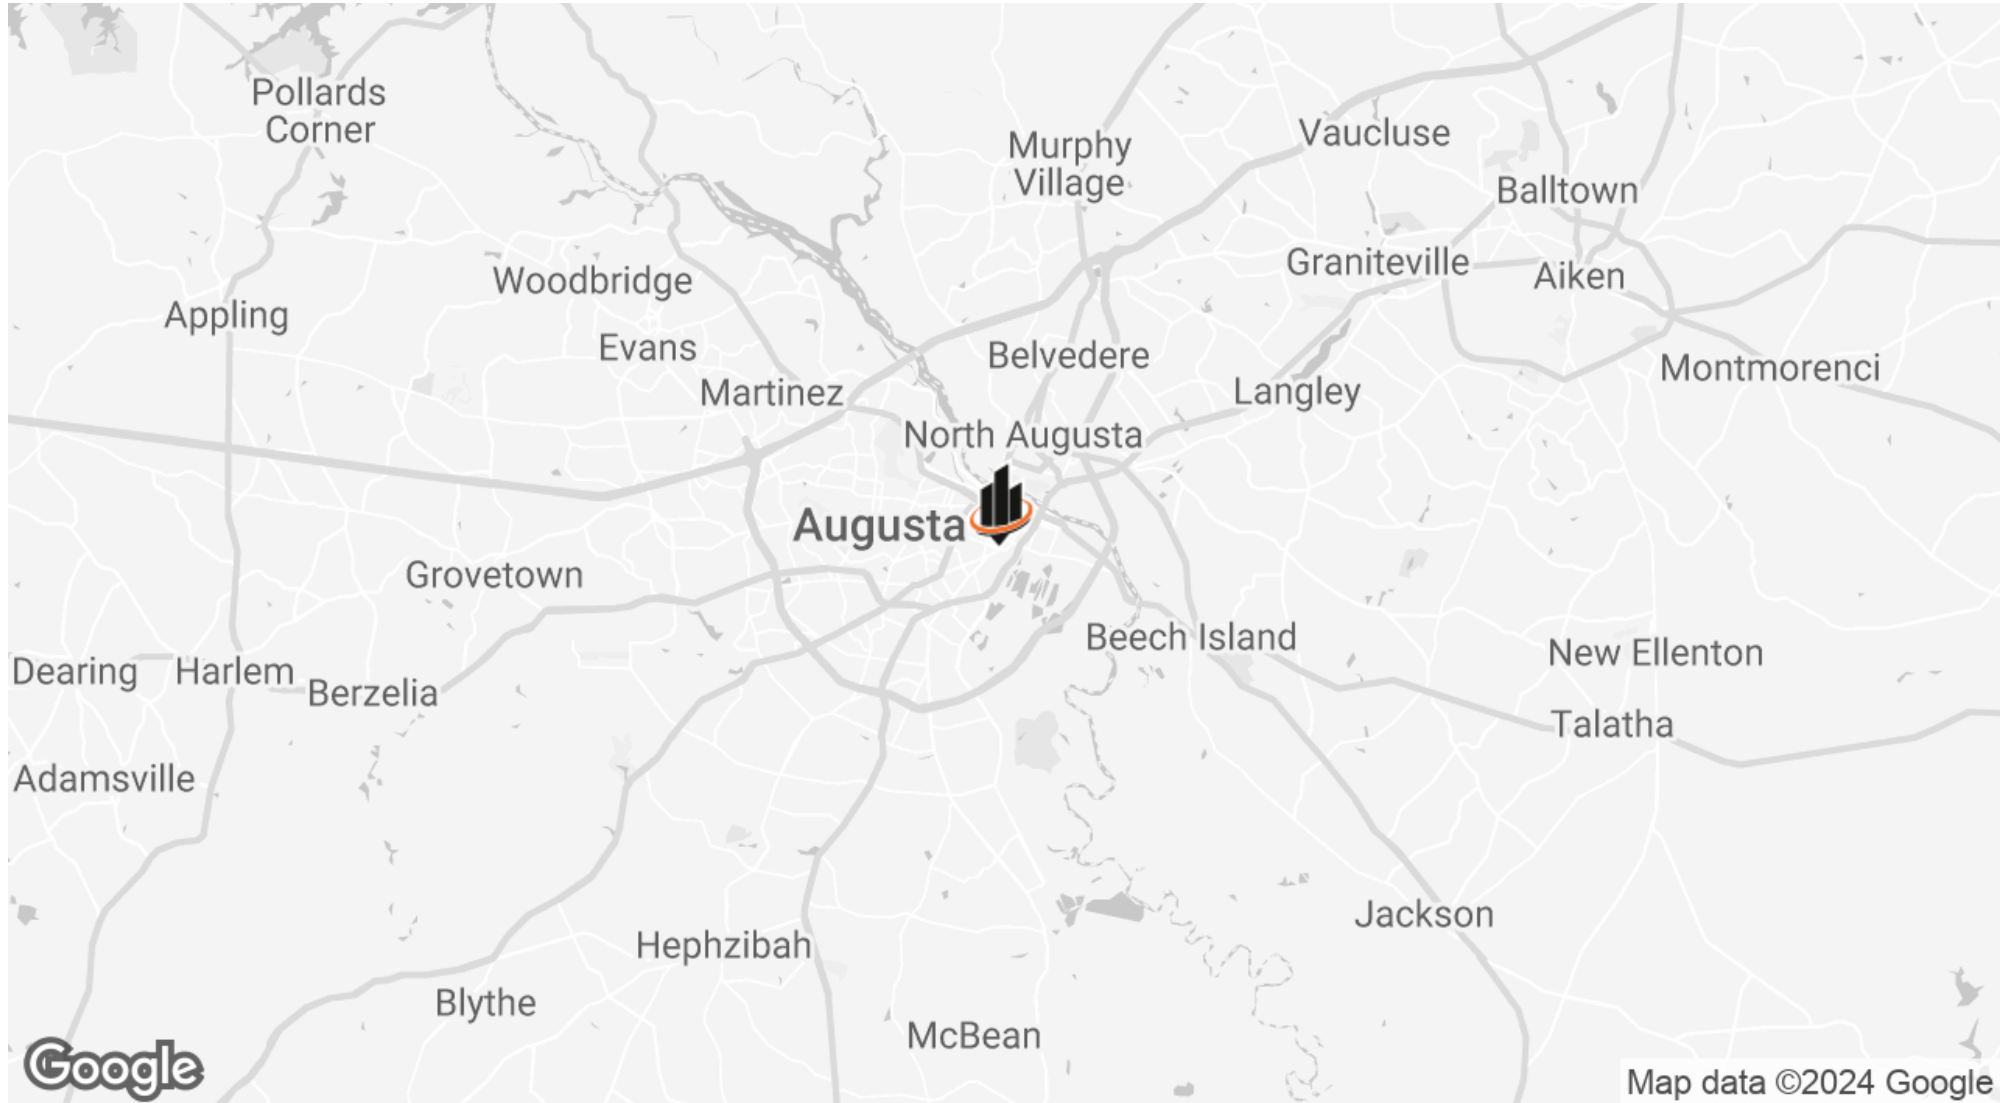 Pollards
Corner
Murphy
Village
Vaucluse
Balltown
Woodbridge
Graniteville
Aiken
Appling
Evans
Belvedere
Montmorenci
Martinez
Langley
North Augusta
Augusta
Grovetown
Beech Island
New Ellenton
Dearing
Harlem
Berzelia
Talatha
Adamsville
Jackson
Hephzibah
Blythe
McBean
Google
Map data ©2024 Google